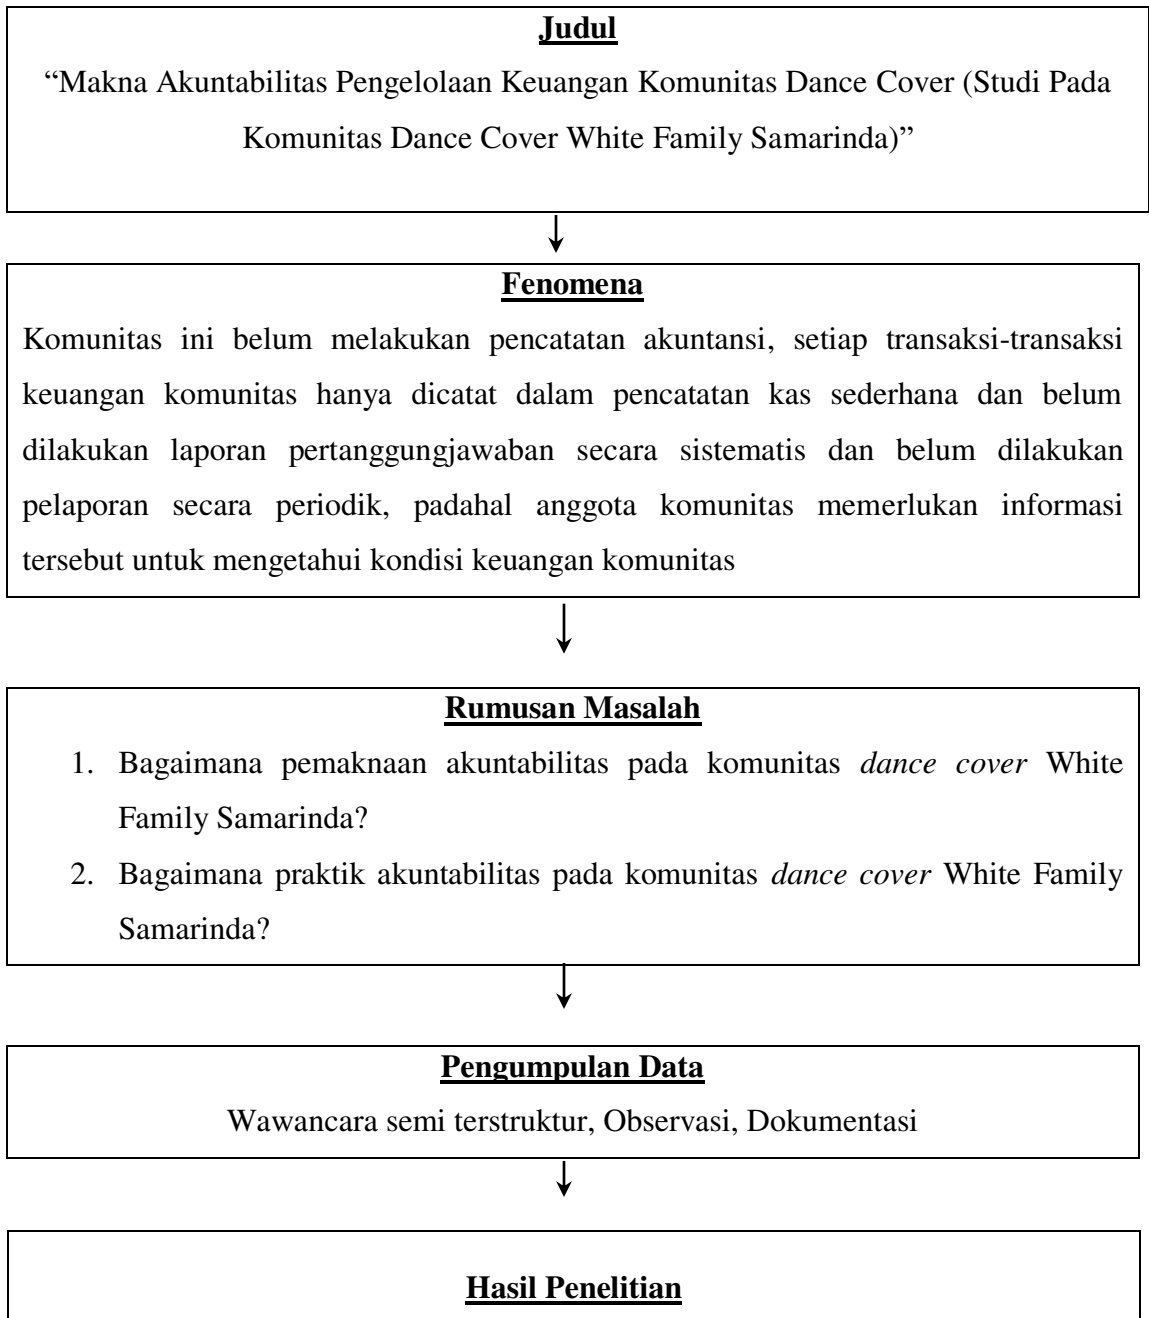 Judul
“Makna Akuntabilitas Pengelolaan Keuangan Komunitas Dance Cover (Studi Pada
Komunitas Dance Cover White Family Samarinda)”
Fenomena
Komunitas ini belum melakukan pencatatan akuntansi, setiap transaksi-transaksi
keuangan komunitas hanya dicatat dalam pencatatan kas sederhana dan belum
dilakukan laporan pertanggungjawaban secara sistematis dan belum dilakukan
pelaporan secara periodik, padahal anggota komunitas memerlukan informasi
tersebut untuk mengetahui kondisi keuangan komunitas
Rumusan Masalah
1. Bagaimana pemaknaan akuntabilitas pada komunitas dance cover White
Family Samarinda?
2. Bagaimana praktik akuntabilitas pada komunitas dance cover White Family
Samarinda?
Pengumpulan Data
Wawancara semi terstruktur, Observasi, Dokumentasi
Hasil Penelitian